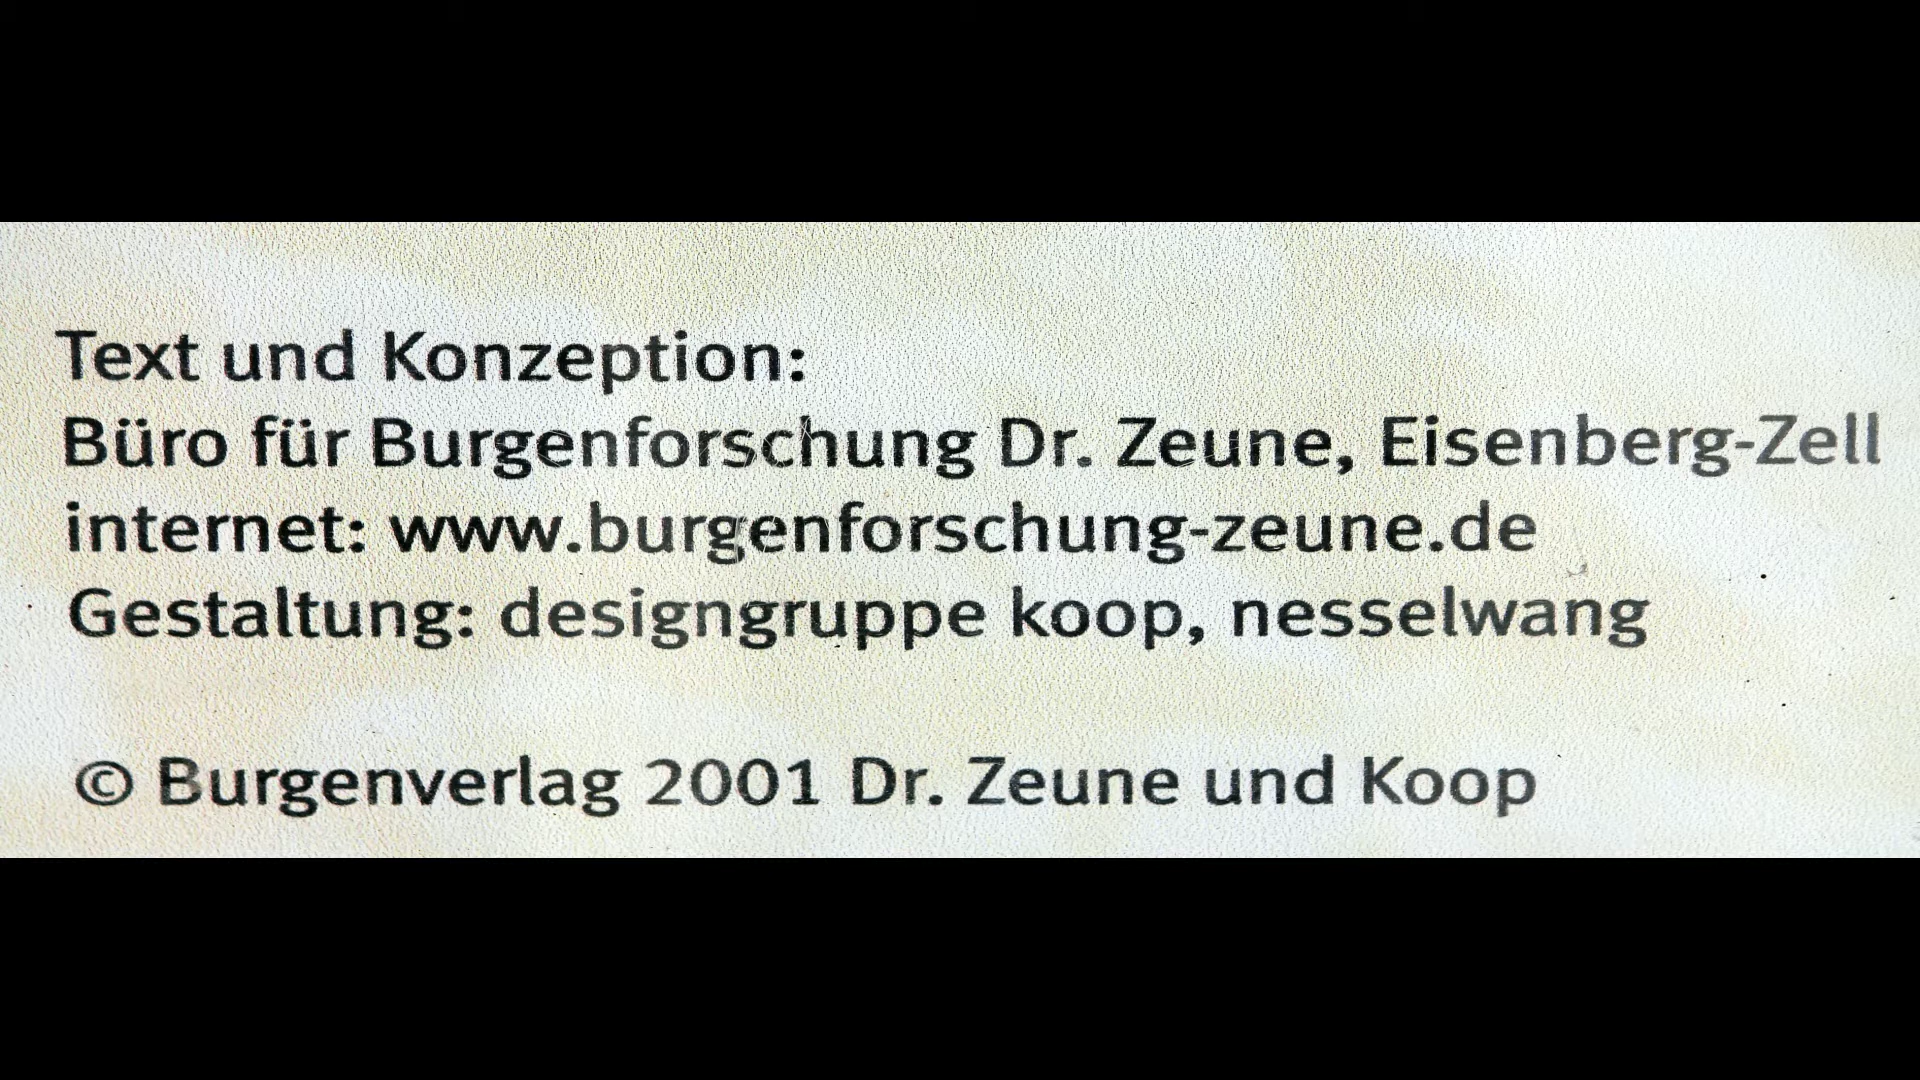 Text und Konzeption:
Büro für Burgenforschung Dr. Zeune, Eisenberg-Zell
internet: www.burgenforschung-zeune.de
Gestaltung: designgruppe koop, nesselwang
© Burgenverlag 2001 Dr. Zeune und Koop